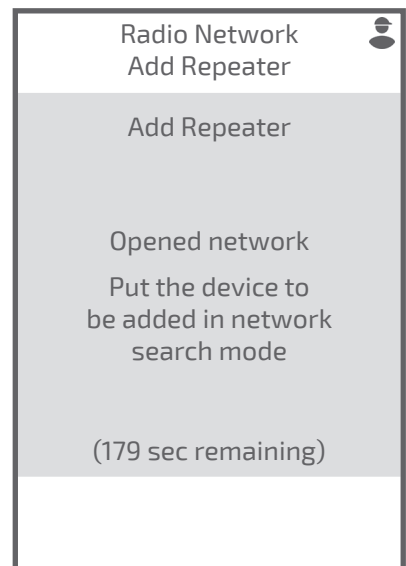 Radio Network
Add Repeater
Add Repeater
Opened network
Put the device to
be added in network
search mode
(179 sec remaining)